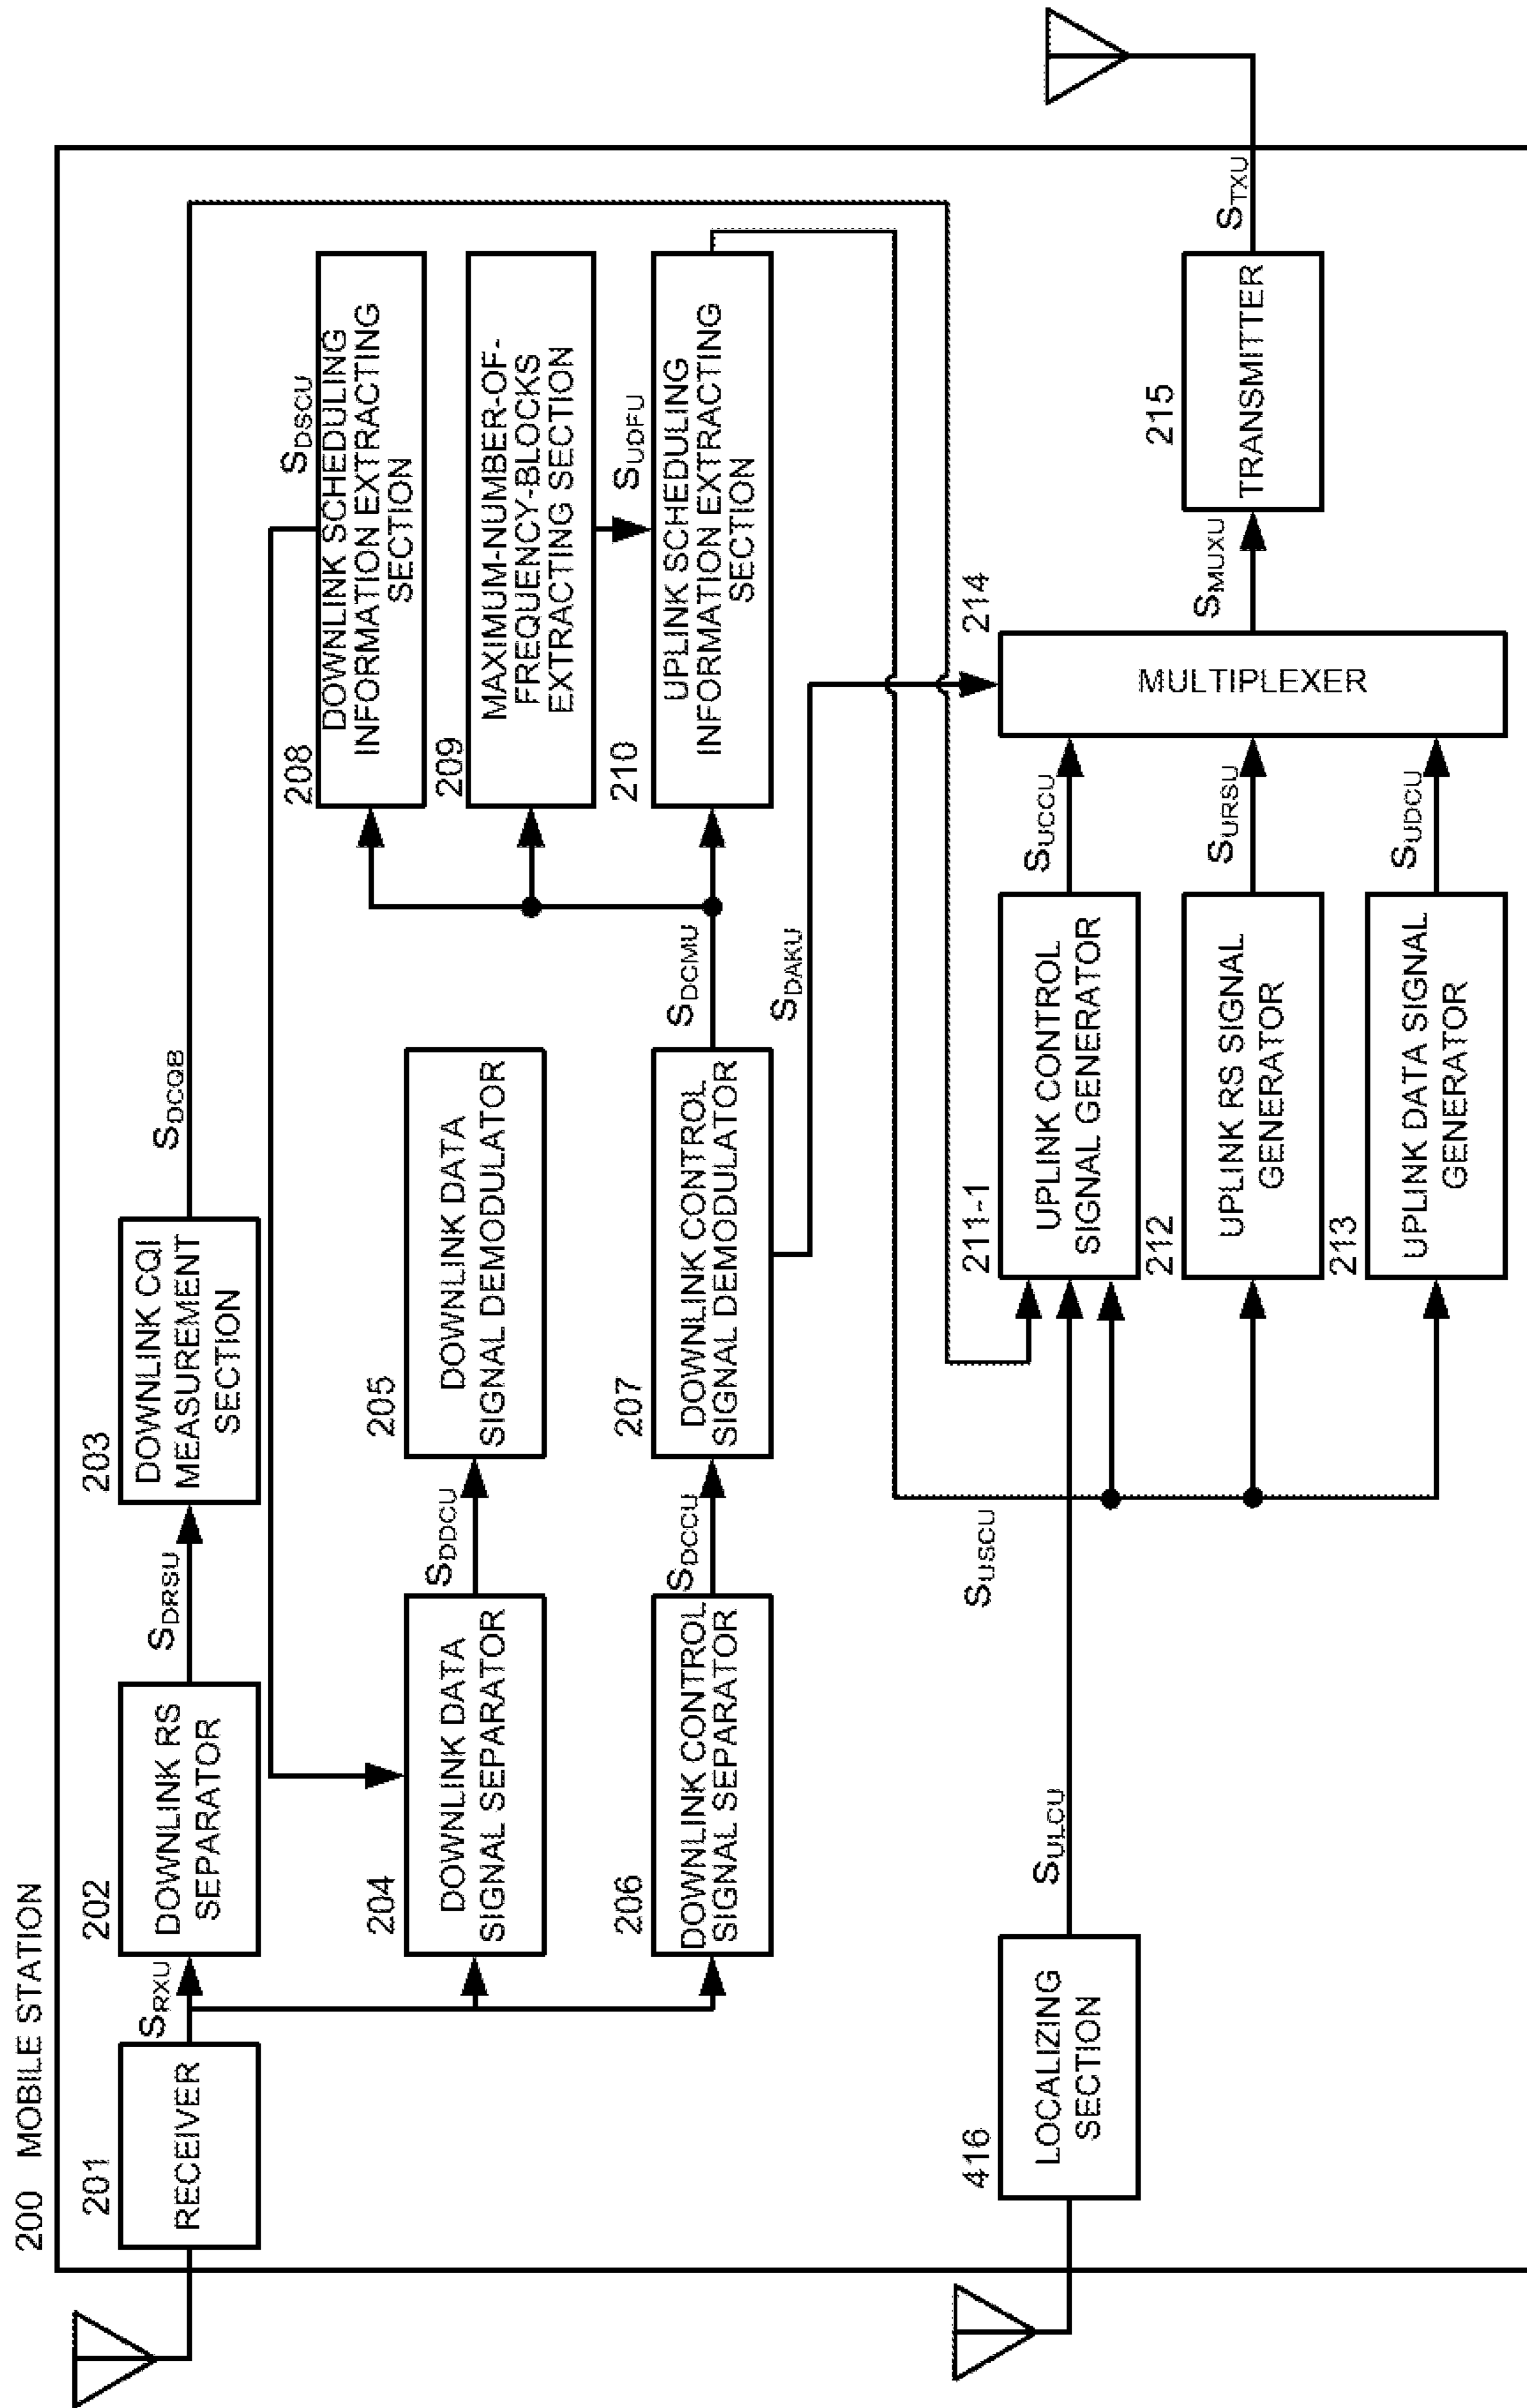 200 MOBILE STATION
201
RECEIVER
SRXU
202
DOWNLINK RS
SEPARATOR
SDRSU
203
DOWNLINK CQI
MEASUREMENT
SECTION
SDCQB
204
DOWNLINK DATA
SIGNAL SEPARATOR
SDDCU
205
DOWNLINK DATA
SIGNAL DEMODULATOR
206
DOWNLINK CONTROL
SIGNAL SEPARATOR
SDCCU
207
DOWNLINK CONTROL
SIGNAL DEMODULATOR
SDCMU
SDAKU
208
SDSCU
DOWNLINK SCHEDULING
INFORMATION EXTRACTING
SECTION
209
MAXIMUM-NUMBER-OF-
FREQUENCY-BLOCKS
EXTRACTING SECTION
210
SUDFU
UPLINK SCHEDULING
INFORMATION EXTRACTING
SECTION
416
LOCALIZING
SECTION
SULCU
SUSCU
211-1
UPLINK CONTROL
SIGNAL GENERATOR
SUCCU
212
UPLINK RS SIGNAL
GENERATOR
SURSU
213
UPLINK DATA SIGNAL
GENERATOR
SUDCU
214
MULTIPLEXER
SMUXU
215
TRANSMITTER
STXU